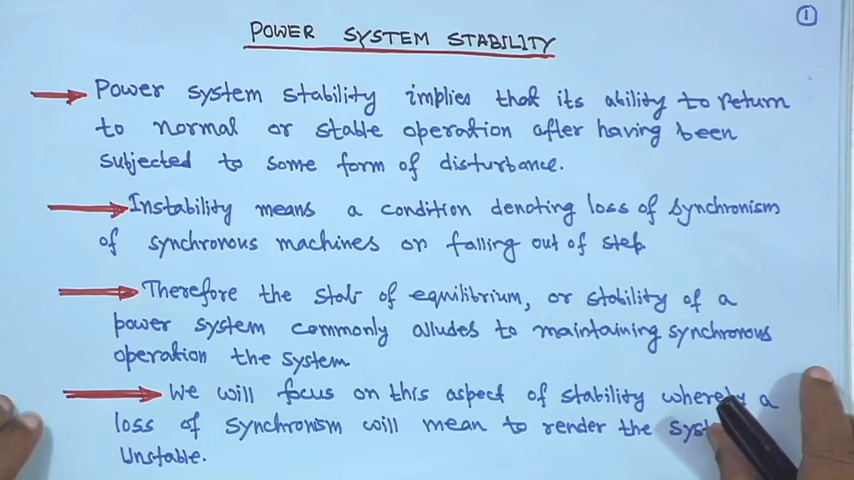 1
POWER SYSTEM STABILITY
Power system stability implies that its ability to return
to normal or stable operation after having been
subjected to some form of disturbance.
Instability means a condition denoting loss of synchronism
of synchronous machines or falling out of step.
Therefore the of equilibrium, or stability of a
power system commonly alludes to maintaining synchronous
operation the system.
We will focus on this aspect of stability whereby a
loss of synchronism will mean to render the
Unstable.